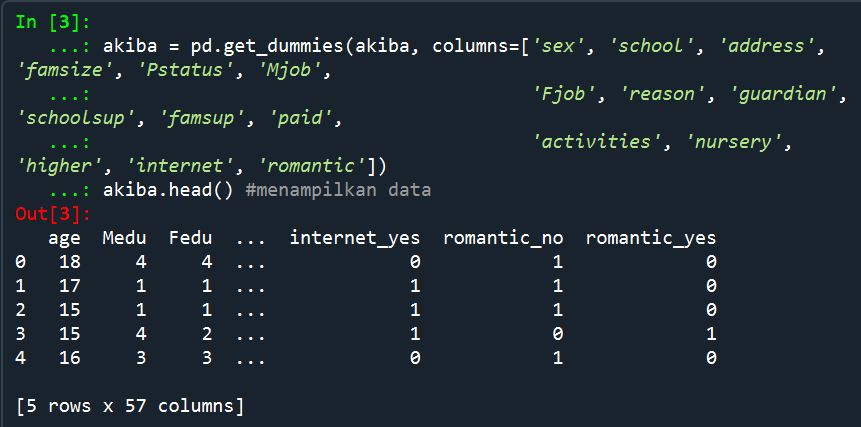 In [3]:
   ...: akiba = pd.get_dummies(akiba, columns=['sex', 'school', 'address',
'famsize', 'Pstatus', 'Mjob',
   ...:                                        'Fjob', 'reason', 'guardian',
'schoolsup', 'famsup', 'paid',
   ...:                                        'activities', 'nursery',
'higher', 'internet', 'romantic'])
   ...: akiba.head() #menampilkan data
Out[3]:
   age  Medu  Fedu  ...  internet_yes  romantic_no  romantic_yes
0   18     4     4  ...             0            1             0
1   17     1     1  ...             1            1             0
2   15     1     1  ...             1            1             0
3   15     4     2  ...             1            0             1
4   16     3     3  ...             0            1             0
[5 rows x 57 columns]